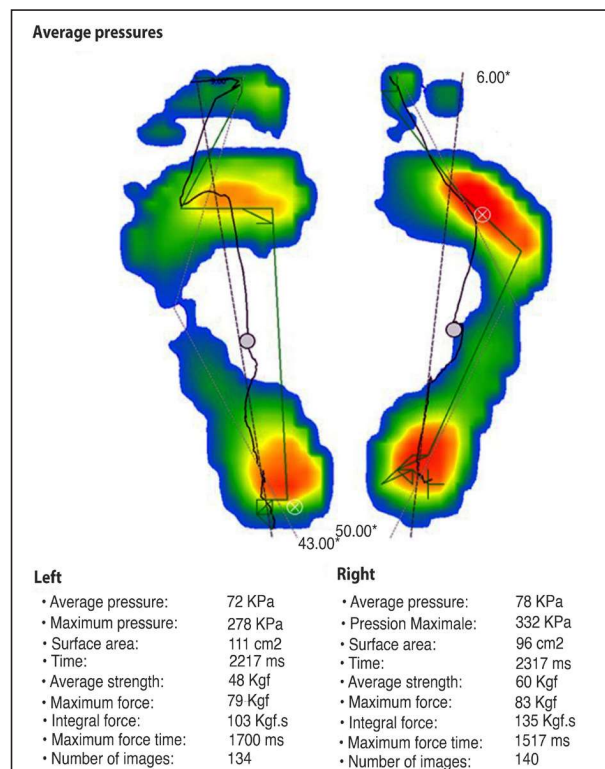 Average pressures
6.00*
50.00*
43.00*
Left
• Average pressure: 72 KPa
• Maximum pressure: 278 KPa
• Surface area: 111 cm2
• Time: 2217 ms
• Average strength: 48 Kgf
• Maximum force: 79 Kgf
• Integral force: 103 Kgf.s
• Maximum force time: 1700 ms
• Number of images: 134
Right
• Average pressure: 78 KPa
• Pression Maximale: 332 KPa
• Surface area: 96 cm2
• Time: 2317 ms
• Average strength: 60 Kgf
• Maximum force: 83 Kgf
• Integral force: 135 Kgf.s
• Maximum force time: 1517 ms
• Number of images: 140